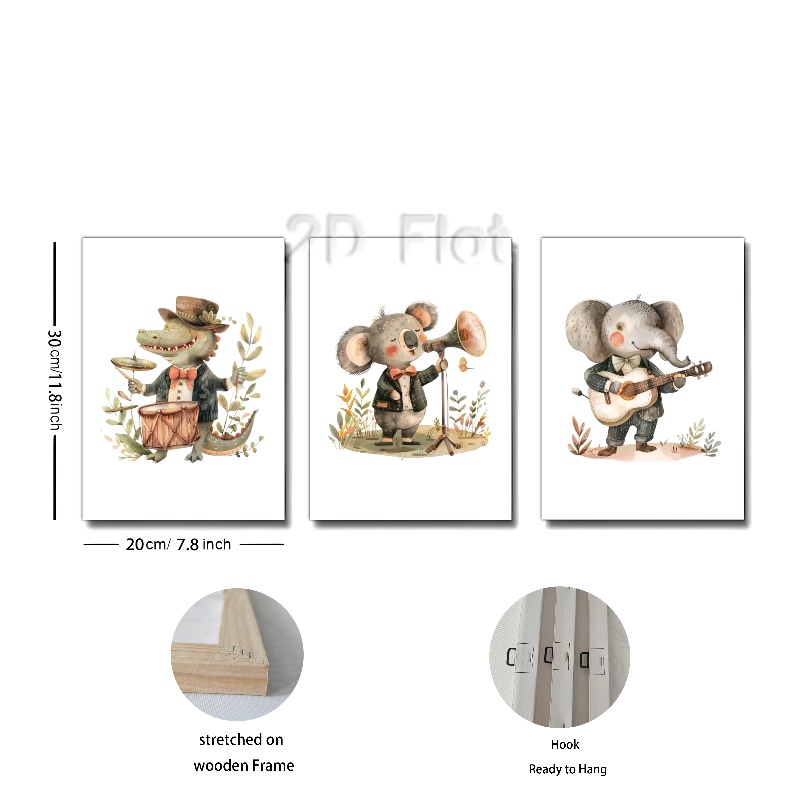 2D Flat
30cm/11.8inch
20cm/ 7.8 inch
stretched on
wooden Frame
Hook
Ready to Hang